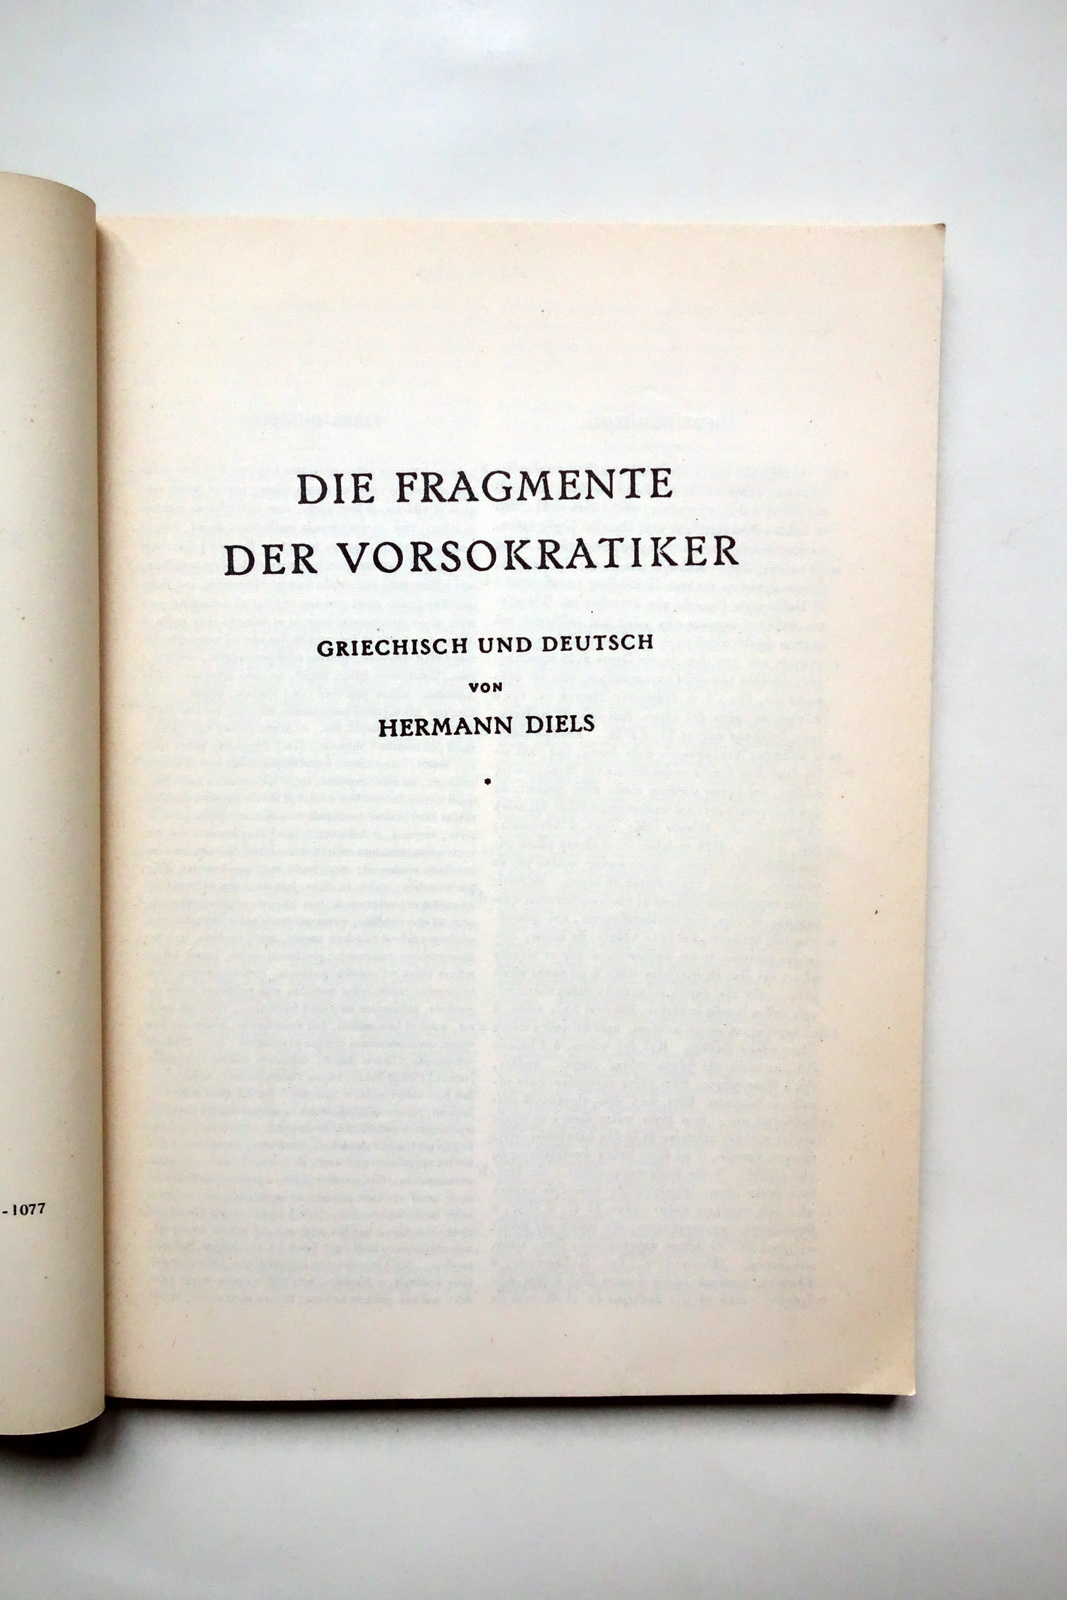 DIE FRAGMENTE
DER VORSOKRATIKER
GRIECHISCH UND DEUTSCH
VON
HERMANN DIELS
*
-1077